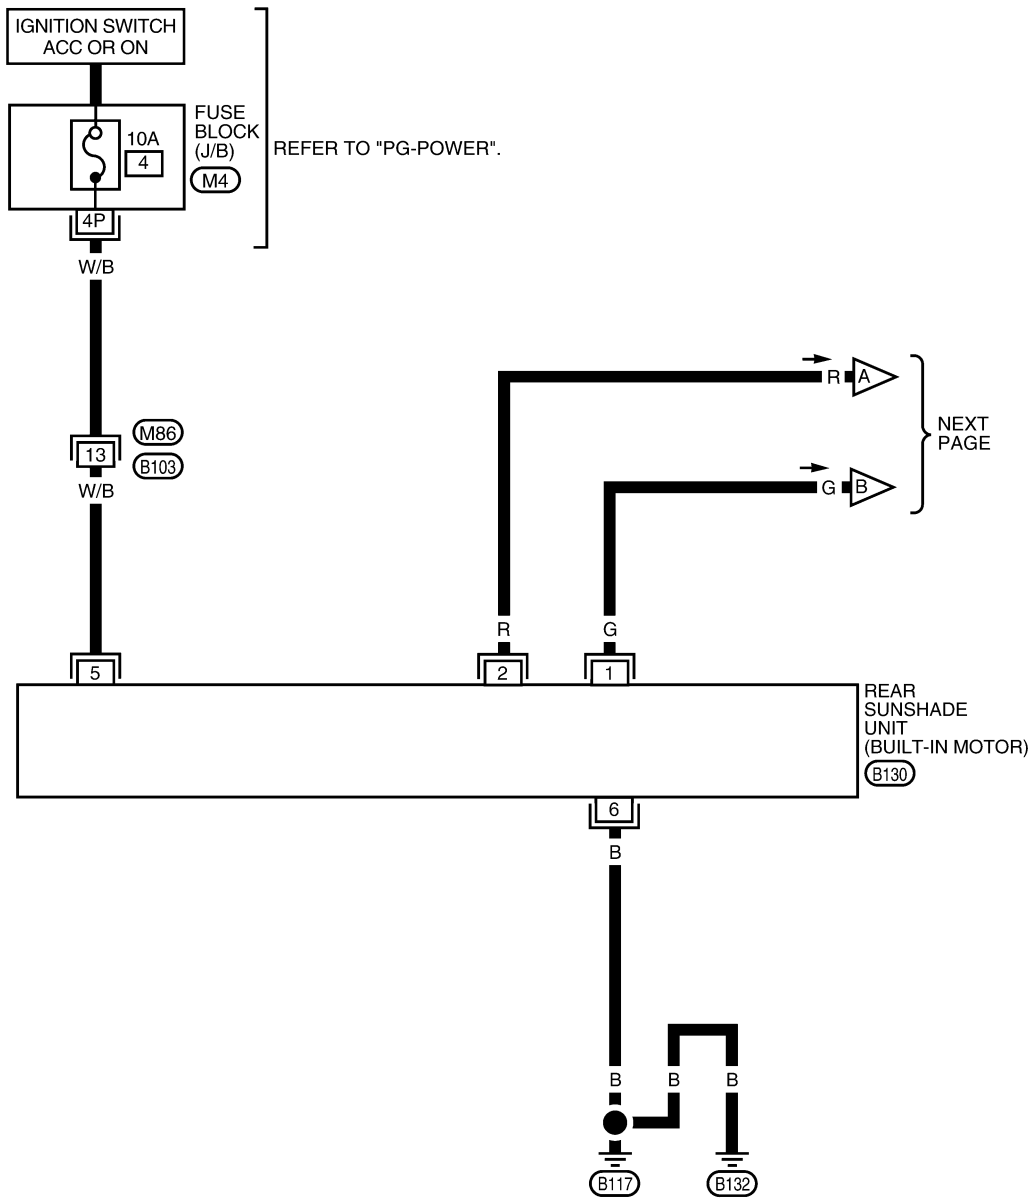 IGNITION SWITCH
ACC OR ON
FUSE
BLOCK
(J/B)
M4
10A
4
REFER TO "PG-POWER".
4P
W/B
M86
13
B103
W/B
R
A
NEXT
PAGE
G
B
R
G
5
2
1
REAR
SUNSHADE
UNIT
(BUILT-IN MOTOR)
B130
6
B
B
B
B
B117
B132